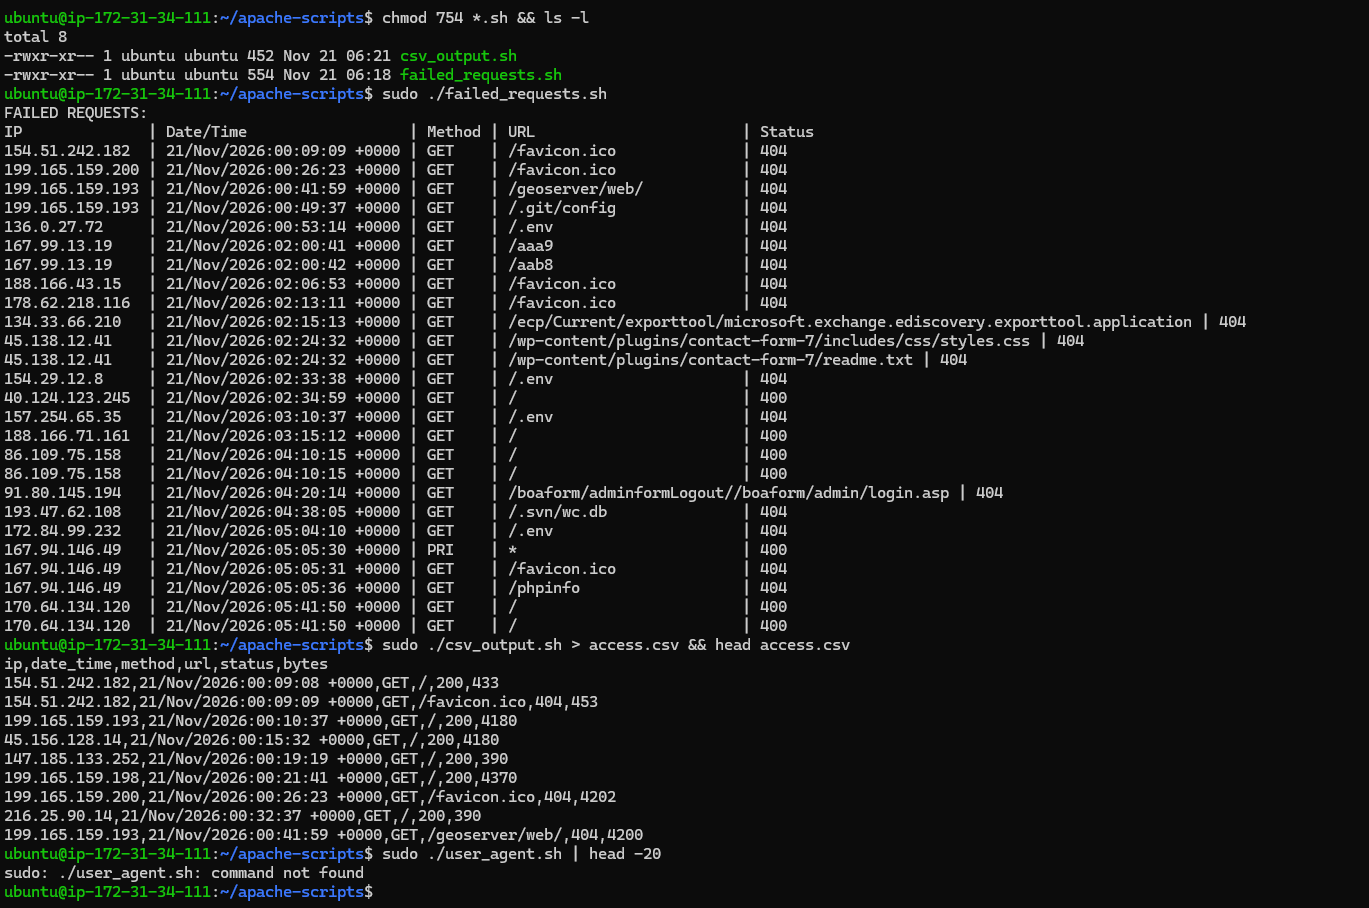 ubuntu@ip-172-31-34-111:~/apache-scripts$ chmod 754 *.sh && ls -l
total 8
-rwxr-xr-- 1 ubuntu ubuntu 452 Nov 21 06:21 csv_output.sh
-rwxr-xr-- 1 ubuntu ubuntu 554 Nov 21 06:18 failed_requests.sh
ubuntu@ip-172-31-34-111:~/apache-scripts$ sudo ./failed_requests.sh
FAILED REQUESTS:
IP              | Date/Time                  | Method | URL                       | Status
154.51.242.182  | 21/Nov/2026:00:09:09 +0000 | GET    | /favicon.ico              | 404
199.165.159.200 | 21/Nov/2026:00:26:23 +0000 | GET    | /favicon.ico              | 404
199.165.159.193 | 21/Nov/2026:00:41:59 +0000 | GET    | /geoserver/web/           | 404
199.165.159.193 | 21/Nov/2026:00:49:37 +0000 | GET    | /.git/config              | 404
136.0.27.72     | 21/Nov/2026:00:53:14 +0000 | GET    | /.env                     | 404
167.99.13.19    | 21/Nov/2026:02:00:41 +0000 | GET    | /aaa9                     | 404
167.99.13.19    | 21/Nov/2026:02:00:42 +0000 | GET    | /aab8                     | 404
188.166.43.15   | 21/Nov/2026:02:06:53 +0000 | GET    | /favicon.ico              | 404
178.62.218.116  | 21/Nov/2026:02:13:11 +0000 | GET    | /favicon.ico              | 404
134.33.66.210   | 21/Nov/2026:02:15:13 +0000 | GET    | /ecp/Current/exporttool/microsoft.exchange.ediscovery.exporttool.application | 404
45.138.12.41    | 21/Nov/2026:02:24:32 +0000 | GET    | /wp-content/plugins/contact-form-7/includes/css/styles.css | 404
45.138.12.41    | 21/Nov/2026:02:24:32 +0000 | GET    | /wp-content/plugins/contact-form-7/readme.txt | 404
154.29.12.8     | 21/Nov/2026:02:33:38 +0000 | GET    | /.env                     | 404
40.124.123.245  | 21/Nov/2026:02:34:59 +0000 | GET    | /                         | 400
157.254.65.35   | 21/Nov/2026:03:10:37 +0000 | GET    | /.env                     | 404
188.166.71.161  | 21/Nov/2026:03:15:12 +0000 | GET    | /                         | 400
86.109.75.158   | 21/Nov/2026:04:10:15 +0000 | GET    | /                         | 400
86.109.75.158   | 21/Nov/2026:04:10:15 +0000 | GET    | /                         | 400
91.80.145.194   | 21/Nov/2026:04:20:14 +0000 | GET    | /boaform/adminformLogout//boaform/admin/login.asp | 404
193.47.62.108   | 21/Nov/2026:04:38:05 +0000 | GET    | /.svn/wc.db               | 404
172.84.99.232   | 21/Nov/2026:05:04:10 +0000 | GET    | /.env                     | 404
167.94.146.49   | 21/Nov/2026:05:05:30 +0000 | PRI    | *                         | 400
167.94.146.49   | 21/Nov/2026:05:05:31 +0000 | GET    | /favicon.ico              | 404
167.94.146.49   | 21/Nov/2026:05:05:36 +0000 | GET    | /phpinfo                  | 404
170.64.134.120  | 21/Nov/2026:05:41:50 +0000 | GET    | /                         | 400
170.64.134.120  | 21/Nov/2026:05:41:50 +0000 | GET    | /                         | 400
ubuntu@ip-172-31-34-111:~/apache-scripts$ sudo ./csv_output.sh > access.csv && head access.csv
ip,date_time,method,url,status,bytes
154.51.242.182,21/Nov/2026:00:09:08 +0000,GET,/,200,433
154.51.242.182,21/Nov/2026:00:09:09 +0000,GET,/favicon.ico,404,453
199.165.159.193,21/Nov/2026:00:10:37 +0000,GET,/,200,4180
45.156.128.14,21/Nov/2026:00:15:32 +0000,GET,/,200,4180
147.185.133.252,21/Nov/2026:00:19:19 +0000,GET,/,200,390
199.165.159.198,21/Nov/2026:00:21:41 +0000,GET,/,200,4370
199.165.159.200,21/Nov/2026:00:26:23 +0000,GET,/favicon.ico,404,4202
216.25.90.14,21/Nov/2026:00:32:37 +0000,GET,/,200,390
199.165.159.193,21/Nov/2026:00:41:59 +0000,GET,/geoserver/web/,404,4200
ubuntu@ip-172-31-34-111:~/apache-scripts$ sudo ./user_agent.sh | head -20
sudo: ./user_agent.sh: command not found
ubuntu@ip-172-31-34-111:~/apache-scripts$